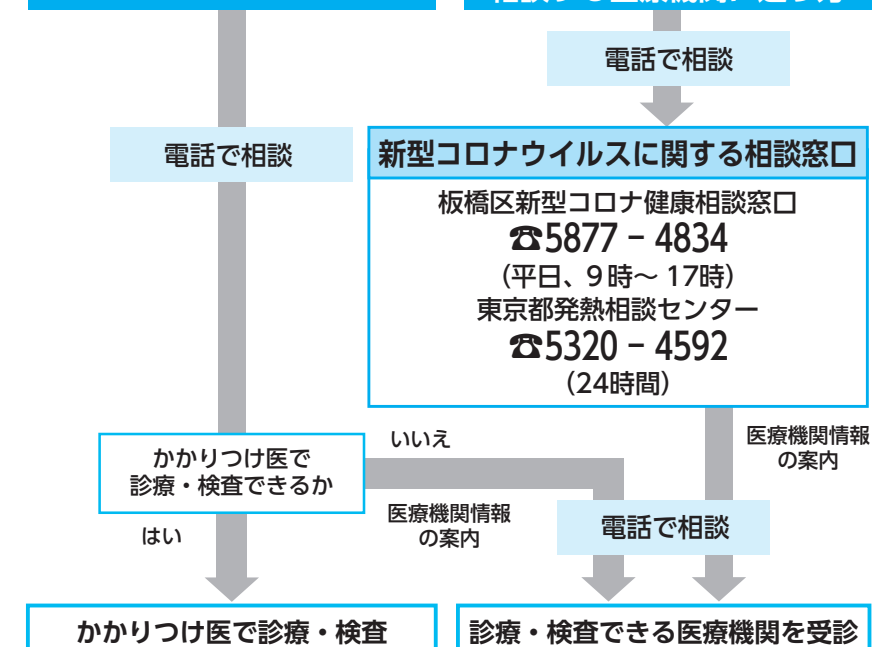 電話で相談
電話で相談
新型コロナウイルスに関する相談窓口
板橋区新型コロナ健康相談窓口
☎5877－4834
（平日、9時～17時）
東京都発熱相談センター
☎5320－4592
（24時間）
かかりつけ医で
診療・検査できるか
いいえ
医療機関情報
の案内
はい
医療機関情報
の案内
電話で相談
かかりつけ医で診療・検査
診療・検査できる医療機関を受診